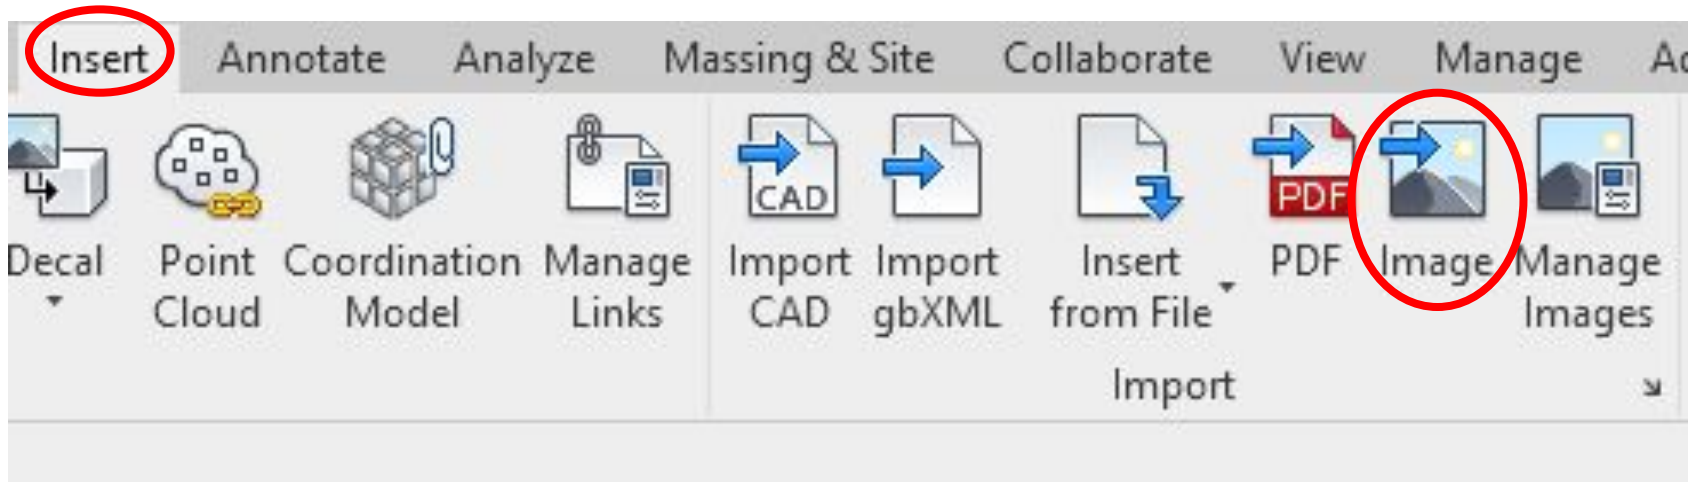 Insert Annotate Analyze Massing & Site Collaborate View Manage
CAD PDF
Decal Point Coordination Manage Import Import Insert PDF Image Manage
Cloud Model Links CAD gbXML from File Images
Import